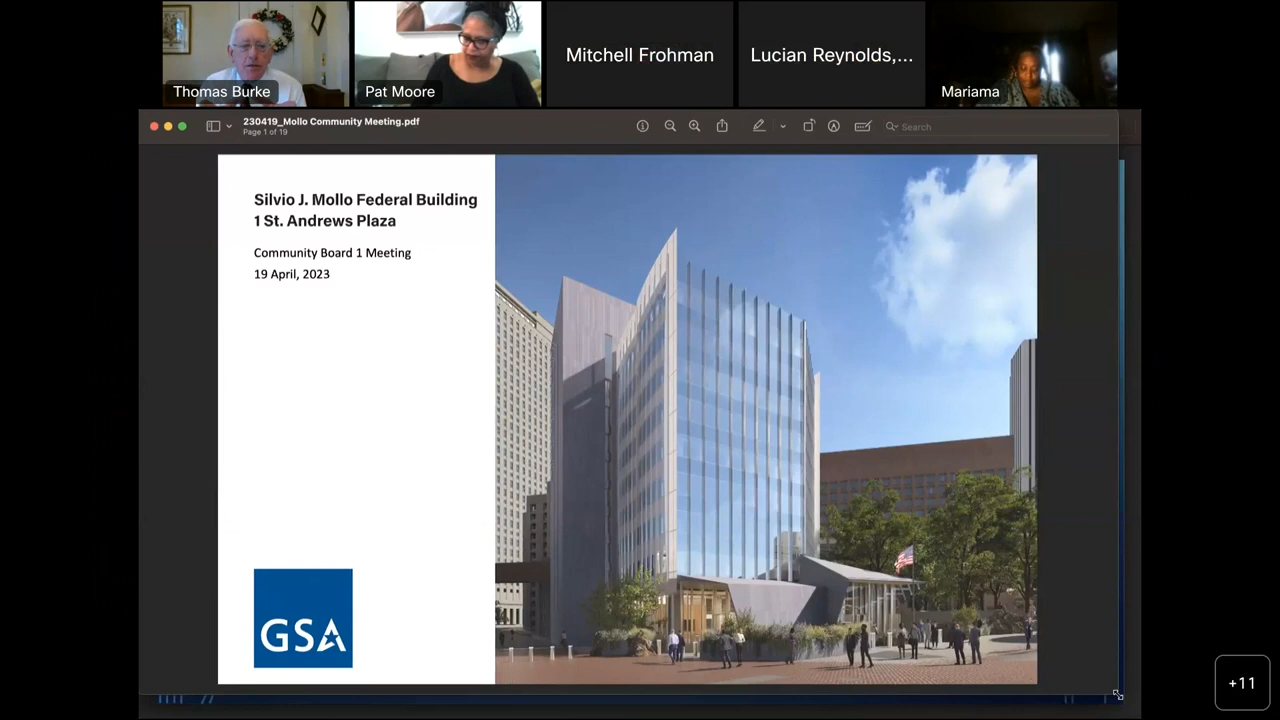 Thomas Burke
Pat Moore
Mitchell Frohman
Lucian Reynolds,...
Mariama
230419_Mollo Community Meeting.pdf
Page 1 of 19
Search
Silvio J. Mollo Federal Building
1 St. Andrews Plaza
Community Board 1 Meeting
19 April, 2023
GSA
+11